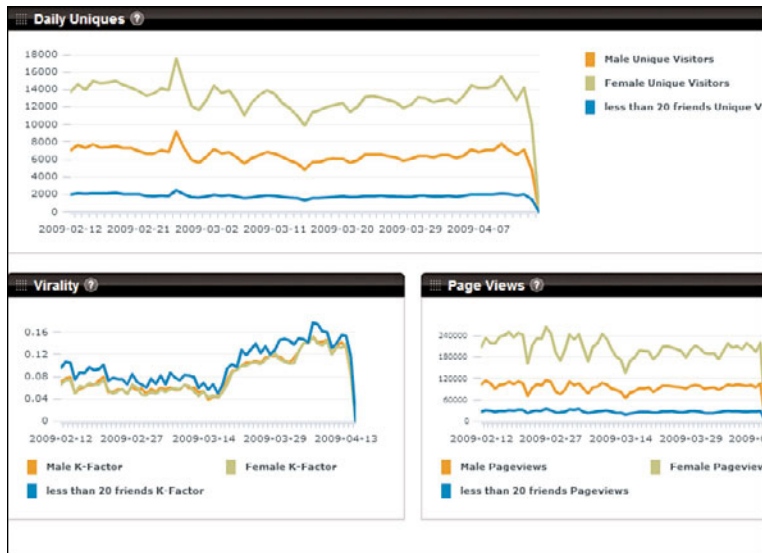 Daily Uniques ?
18000
16000
14000
12000
10000
8000
6000
4000
2000
0
2009-02-12 2009-02-21 2009-03-02 2009-03-11 2009-03-20 2009-03-29 2009-04-07
Male Unique Visitors
Female Unique Visitors
less than 20 friends Unique V
Virality ?
0.16
0.12
0.08
0.04
0
2009-02-12 2009-02-27 2009-03-14 2009-03-29 2009-04-13
Male K-Factor Female K-Factor
less than 20 friends K-Factor
Page Views ?
240000
180000
120000
60000
0
2009-02-12 2009-02-27 2009-03-14 2009-03-29 2009-0
Male Pageviews Female Pageview
less than 20 friends Pageviews